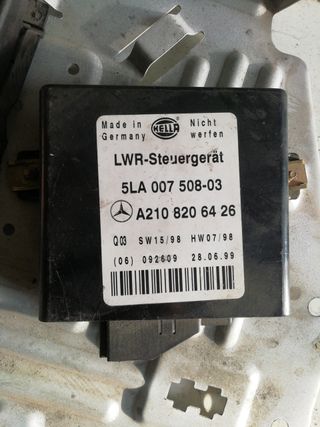 Made in Germany
HELLA
Nicht werfen
LWR-Steuergerät
5LA 007 508-03
A210 820 64 26
Q03 SW15/98 HW07/98
(06) 092609 28.06.99